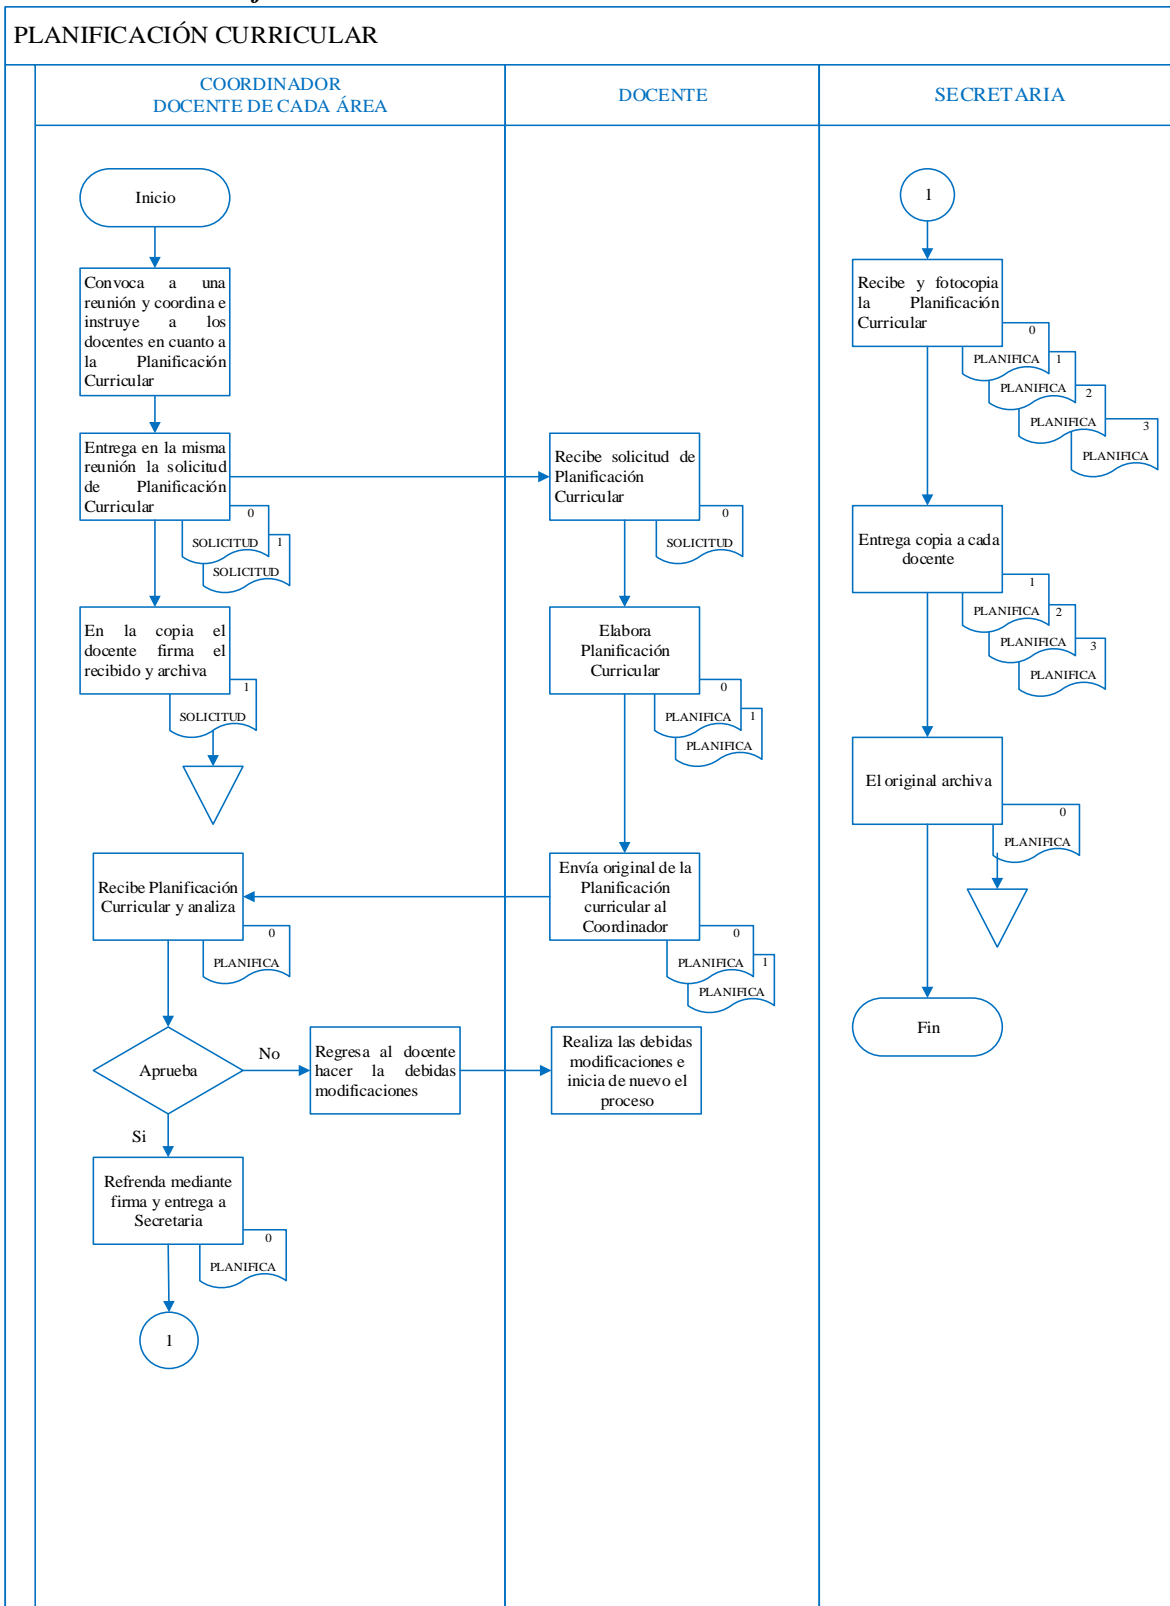 PLANIFICACIÓN CURRICULAR
COORDINADOR
DOCENTE DE CADA ÁREA
DOCENTE
SECRETARIA
Inicio
Convoca a una
reunión y coordina e
instruye a los
docentes en cuanto a
la Planificación
Curricular
Entrega en la misma
reunión la solicitud
de Planificación
Curricular
0
SOLICITUD
1
SOLICITUD
En la copia el
docente firma el
recibido y archiva
1
SOLICITUD
Recibe Planificación
Curricular y analiza
0
PLANIFICA
Aprueba
No
Regresa al docente
hacer la debidas
modificaciones
Si
Refrenda mediante
firma y entrega a
Secretaria
0
PLANIFICA
1
Recibe solicitud de
Planificación
Curricular
0
SOLICITUD
Elabora
Planificación
Curricular
0
PLANIFICA
1
PLANIFICA
Envía original de la
Planificación
curricular al
Coordinador
0
PLANIFICA
1
PLANIFICA
Realiza las debidas
modificaciones e
inicia de nuevo el
proceso
1
Recibe y fotocopia
la Planificación
Curricular
0
PLANIFICA
1
PLANIFICA
2
PLANIFICA
3
PLANIFICA
Entrega copia a cada
docente
1
PLANIFICA
2
PLANIFICA
3
PLANIFICA
El original archiva
0
PLANIFICA
Fin